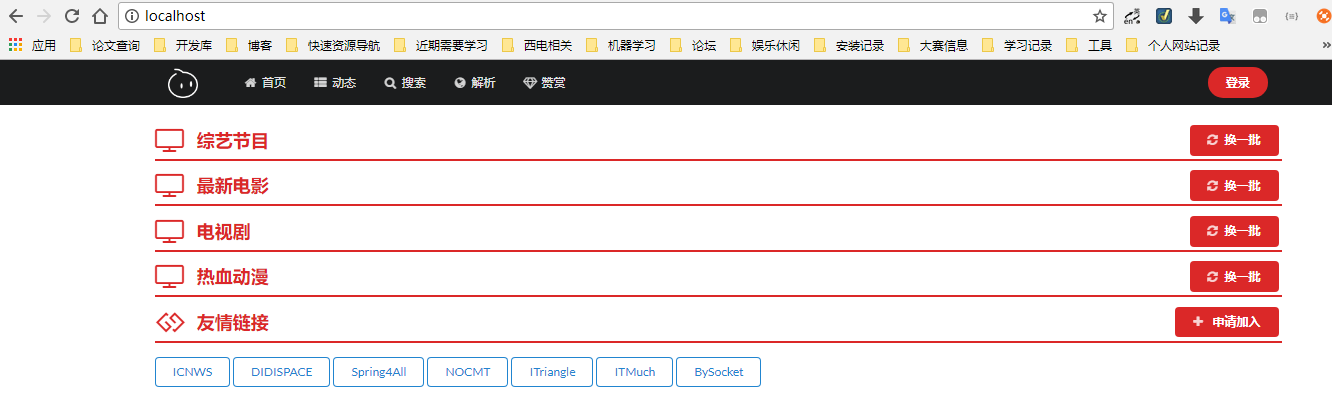 localhost
应用 论文查询 开发库 博客 快速资源导航 近期需要学习 西电相关 机器学习 论坛 娱乐休闲 安装记录 大赛信息 学习记录 工具 个人网站记录 »
首页 动态 搜索 解析 赞赏 登录
综艺节目 换一批
最新电影 换一批
电视剧 换一批
热血动漫 换一批
友情链接 申请加入
ICNWS DIDISPACE Spring4All NOCMT ITriangle ITMuch BySocket